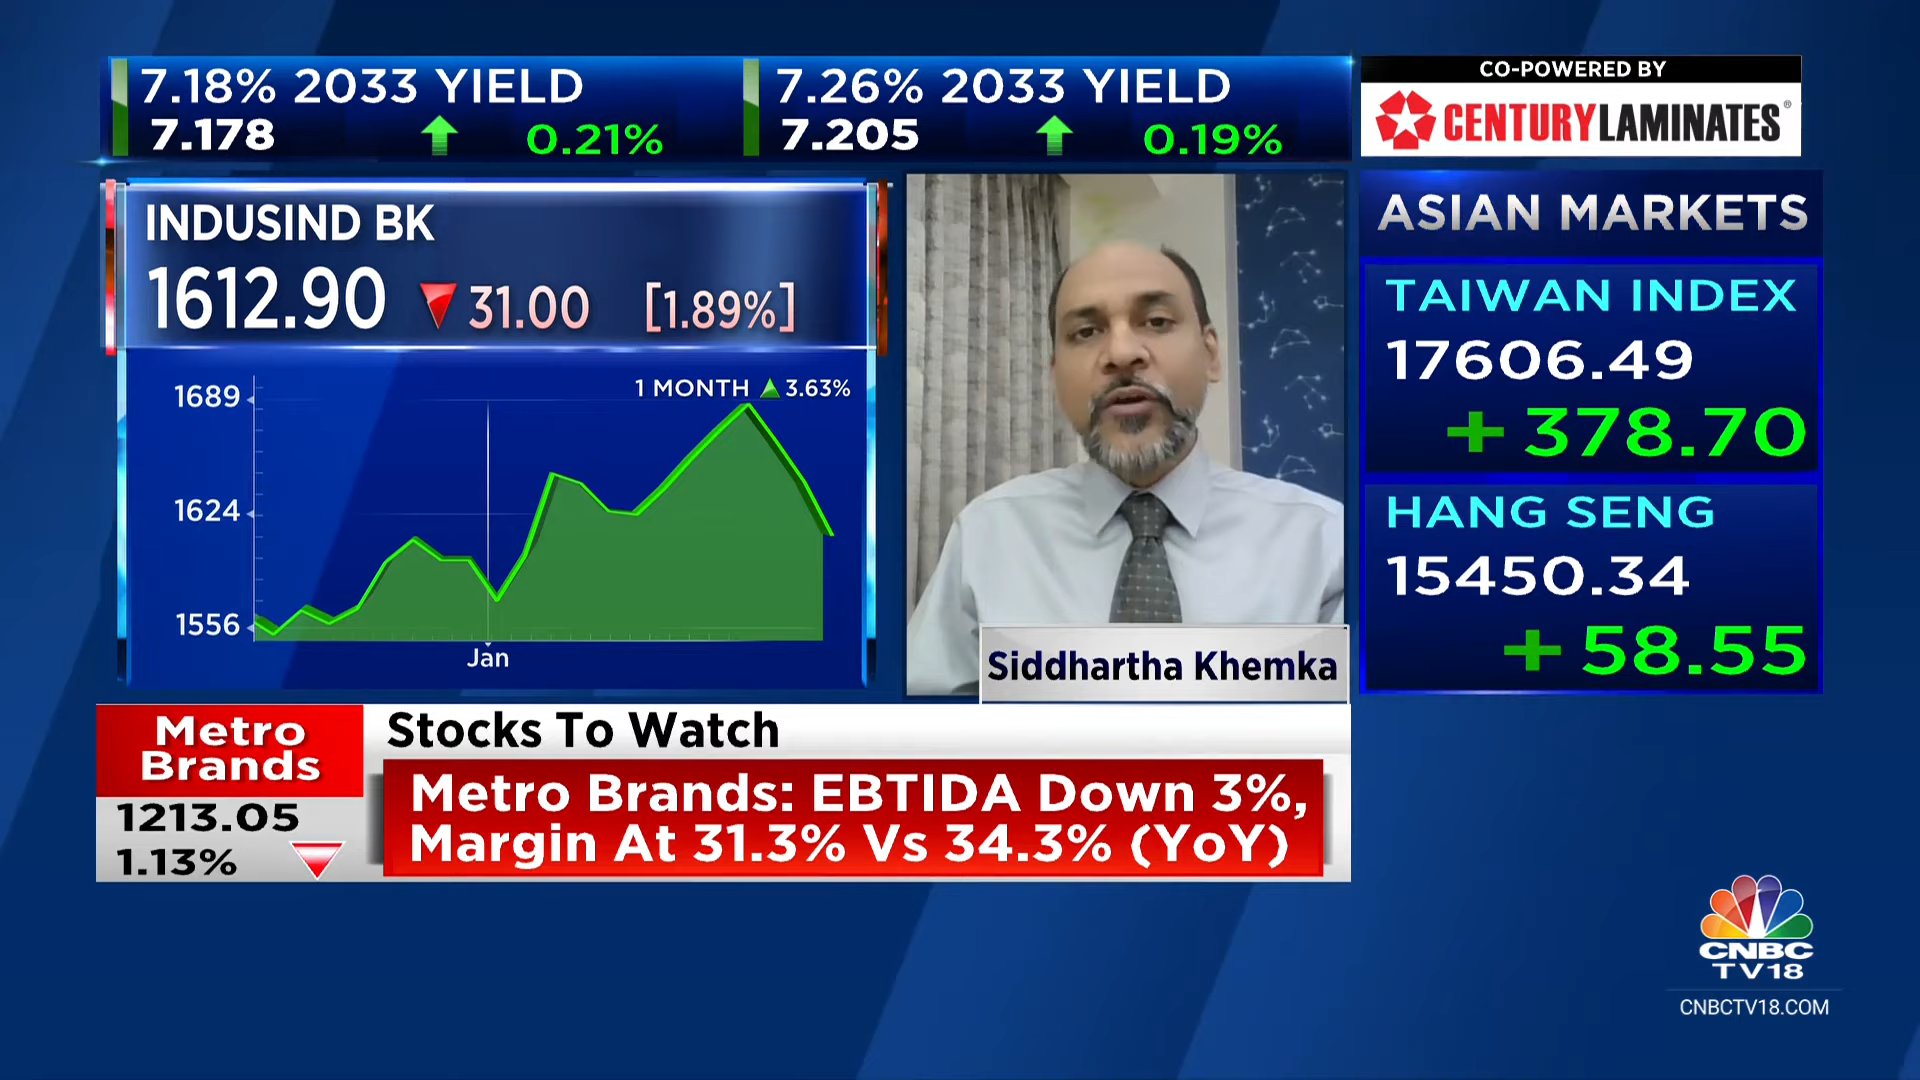 7.18% 2033 YIELD
7.178 0.21%
7.26% 2033 YIELD
7.205 0.19%
CO-POWERED BY
CENTURYLAMINATES®
INDUSIND BK
1612.90 31.00 [1.89%]
1 MONTH 3.63%
1689
1624
1556
Jan
Siddhartha Khemka
ASIAN MARKETS
TAIWAN INDEX
17606.49
+ 378.70
HANG SENG
15450.34
+ 58.55
Metro
Brands
1213.05
1.13%
Stocks To Watch
Metro Brands: EBTIDA Down 3%,
Margin At 31.3% Vs 34.3% (YoY)
CNBC
TV18
CNBCTV18.COM